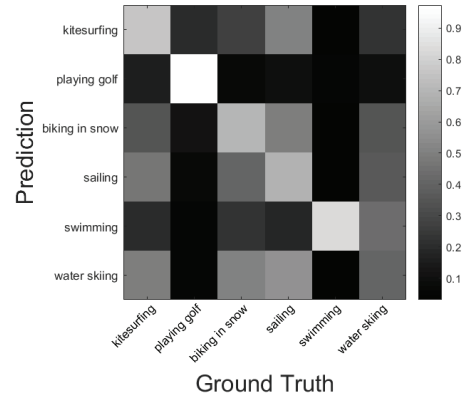 kitesurfing
playing golf
biking in snow
sailing
swimming
water skiing
Prediction
kitesurfing
playing golf
biking in snow
sailing
swimming
water skiing
Ground Truth
0.9
0.8
0.7
0.6
0.5
0.4
0.3
0.2
0.1